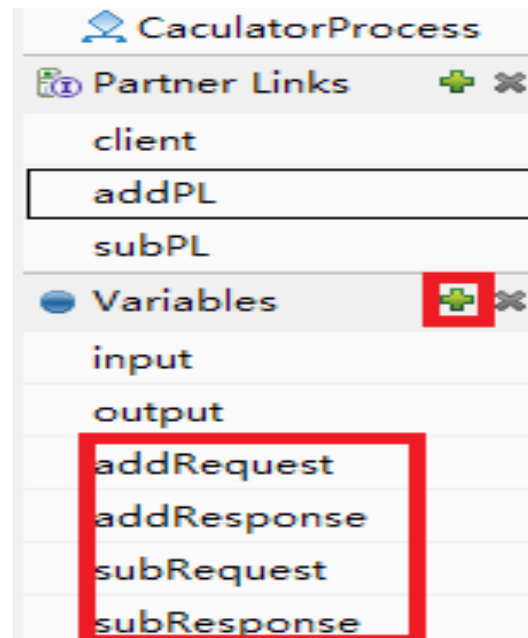 CaculatorProcess
Partner Links
client
addPL
subPL
Variables
input
output
addRequest
addResponse
subRequest
subResponse